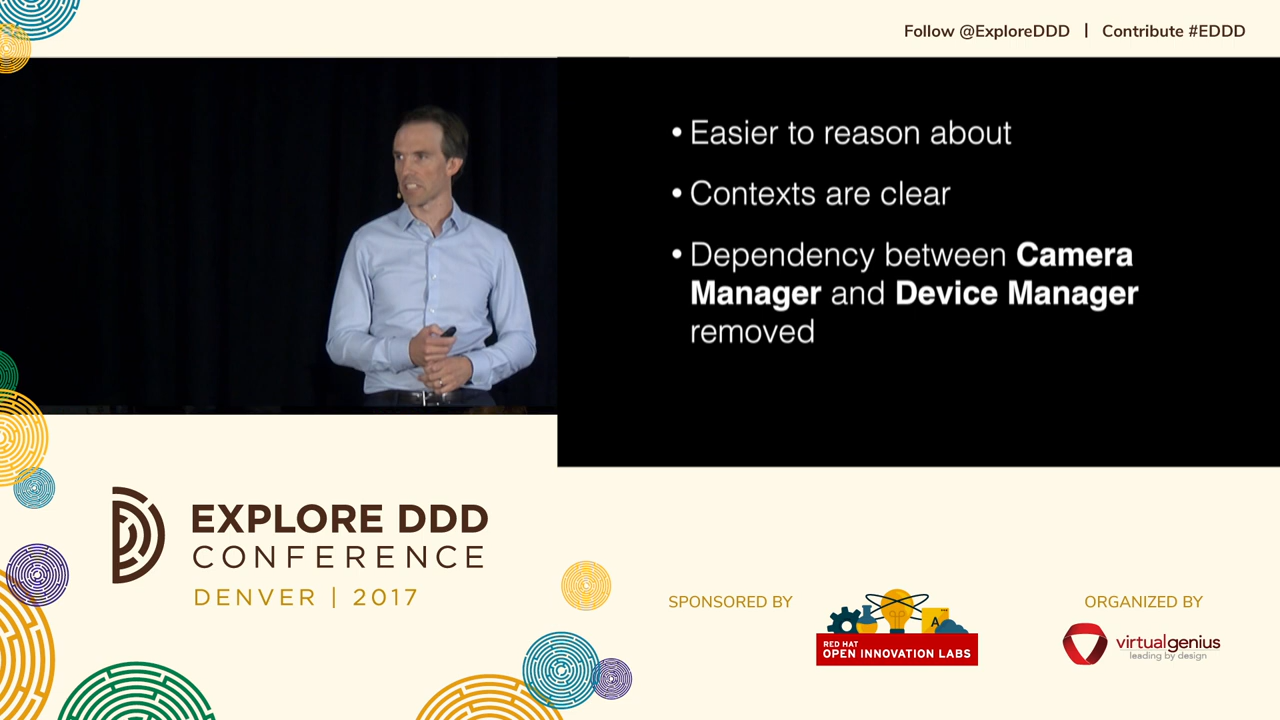 Follow @ExploreDDD | Contribute #EDDD
• Easier to reason about
• Contexts are clear
• Dependency between Camera
Manager and Device Manager
removed
EXPLORE DDD
CONFERENCE
DENVER | 2017
SPONSORED BY
RED HAT
OPEN INNOVATION LABS
A
ORGANIZED BY
virtualgenius
leading by design